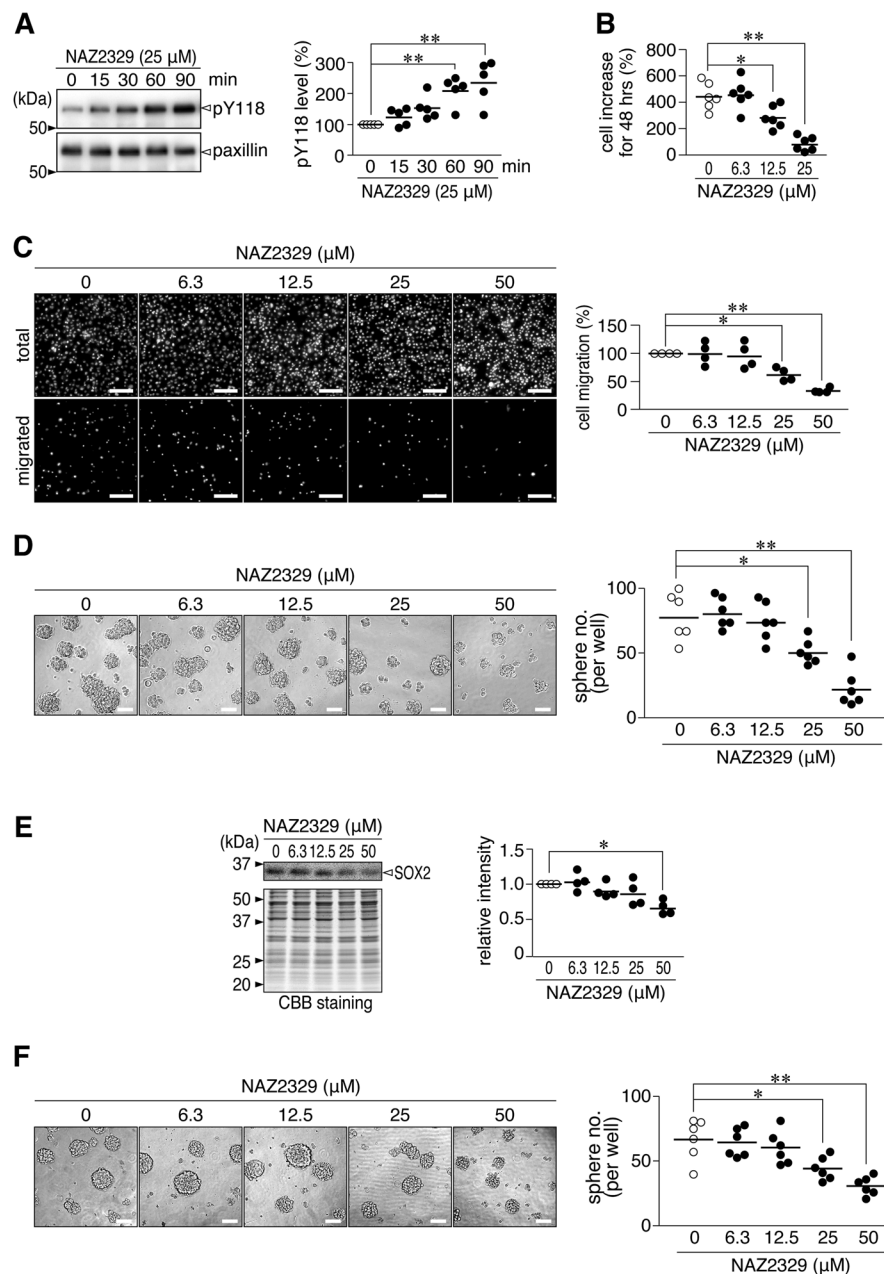 A
NAZ2329 (25 μM)
0 15 30 60 90 min
(kDa)
pY118
50
paxillin
50
pY118 level (%)
300
200
100
0
**
**
0 15 30 60 90 min
NAZ2329 (25 μM)
B
cell increase
for 48 hrs (%)
800
600
400
200
0
**
*
0 6.3 12.5 25
NAZ2329 (μM)
C
NAZ2329 (μM)
0 6.3 12.5 25 50
total
migrated
cell migration (%)
150
100
50
0
**
*
0 6.3 12.5 25 50
NAZ2329 (μM)
D
NAZ2329 (μM)
0 6.3 12.5 25 50
sphere no.
(per well)
100
50
0
**
*
0 6.3 12.5 25 50
NAZ2329 (μM)
E
NAZ2329 (μM)
(kDa) 0 6.3 12.5 25 50
37
SOX2
50
37
25
20
CBB staining
relative intensity
1.5
1.0
0.5
0
*
0 6.3 12.5 25 50
NAZ2329 (μM)
F
NAZ2329 (μM)
0 6.3 12.5 25 50
sphere no.
(per well)
100
50
0
**
*
0 6.3 12.5 25 50
NAZ2329 (μM)